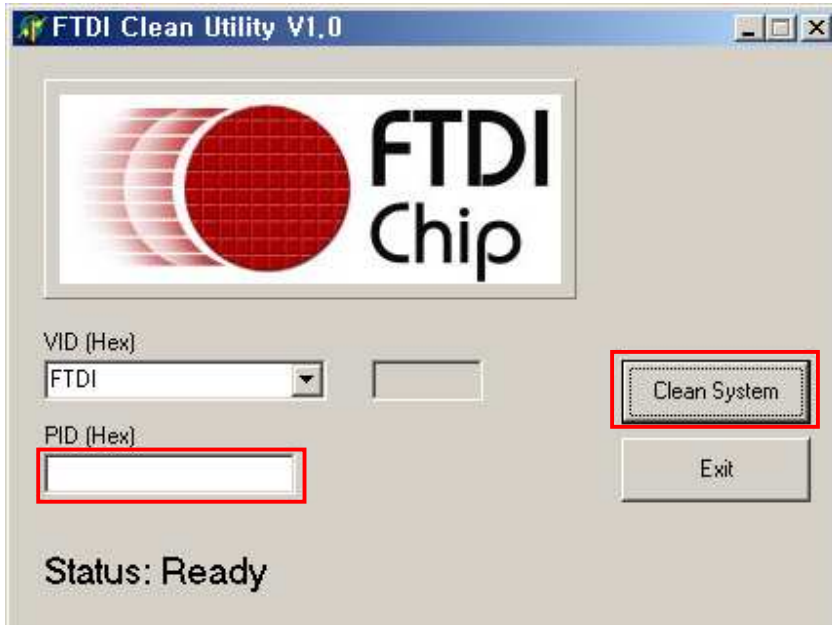 FTDI Clean Utility V1.0
FTDI
Chip
VID (Hex)
FTDI
Clean System
PID (Hex)
Exit
Status: Ready